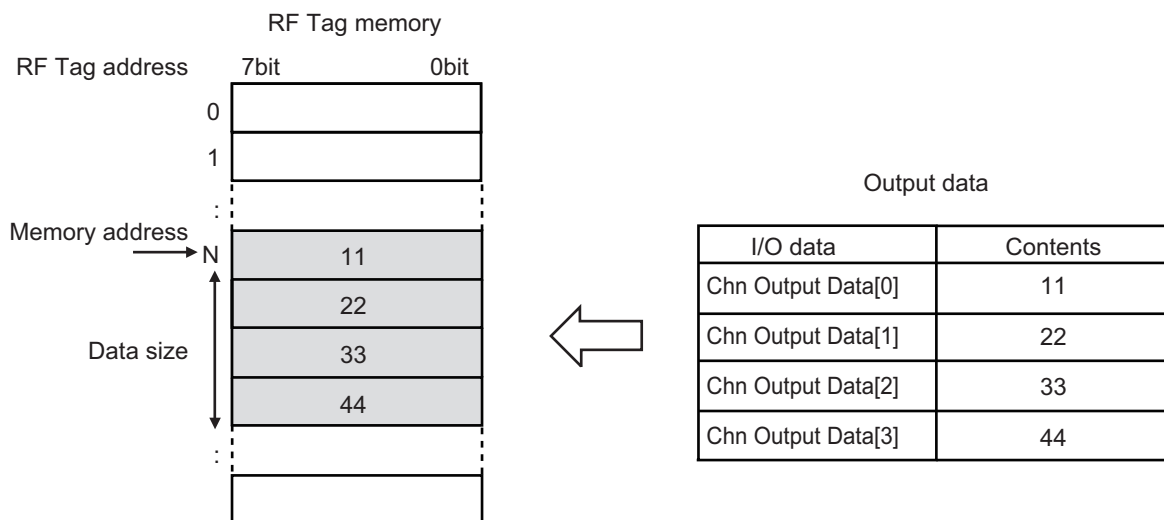 RF Tag memory
RF Tag address 7bit 0bit
0
1
:
Memory address
N 11
22
Data size 33
44
:
Output data
I/O data Contents
Chn Output Data[0] 11
Chn Output Data[1] 22
Chn Output Data[2] 33
Chn Output Data[3] 44